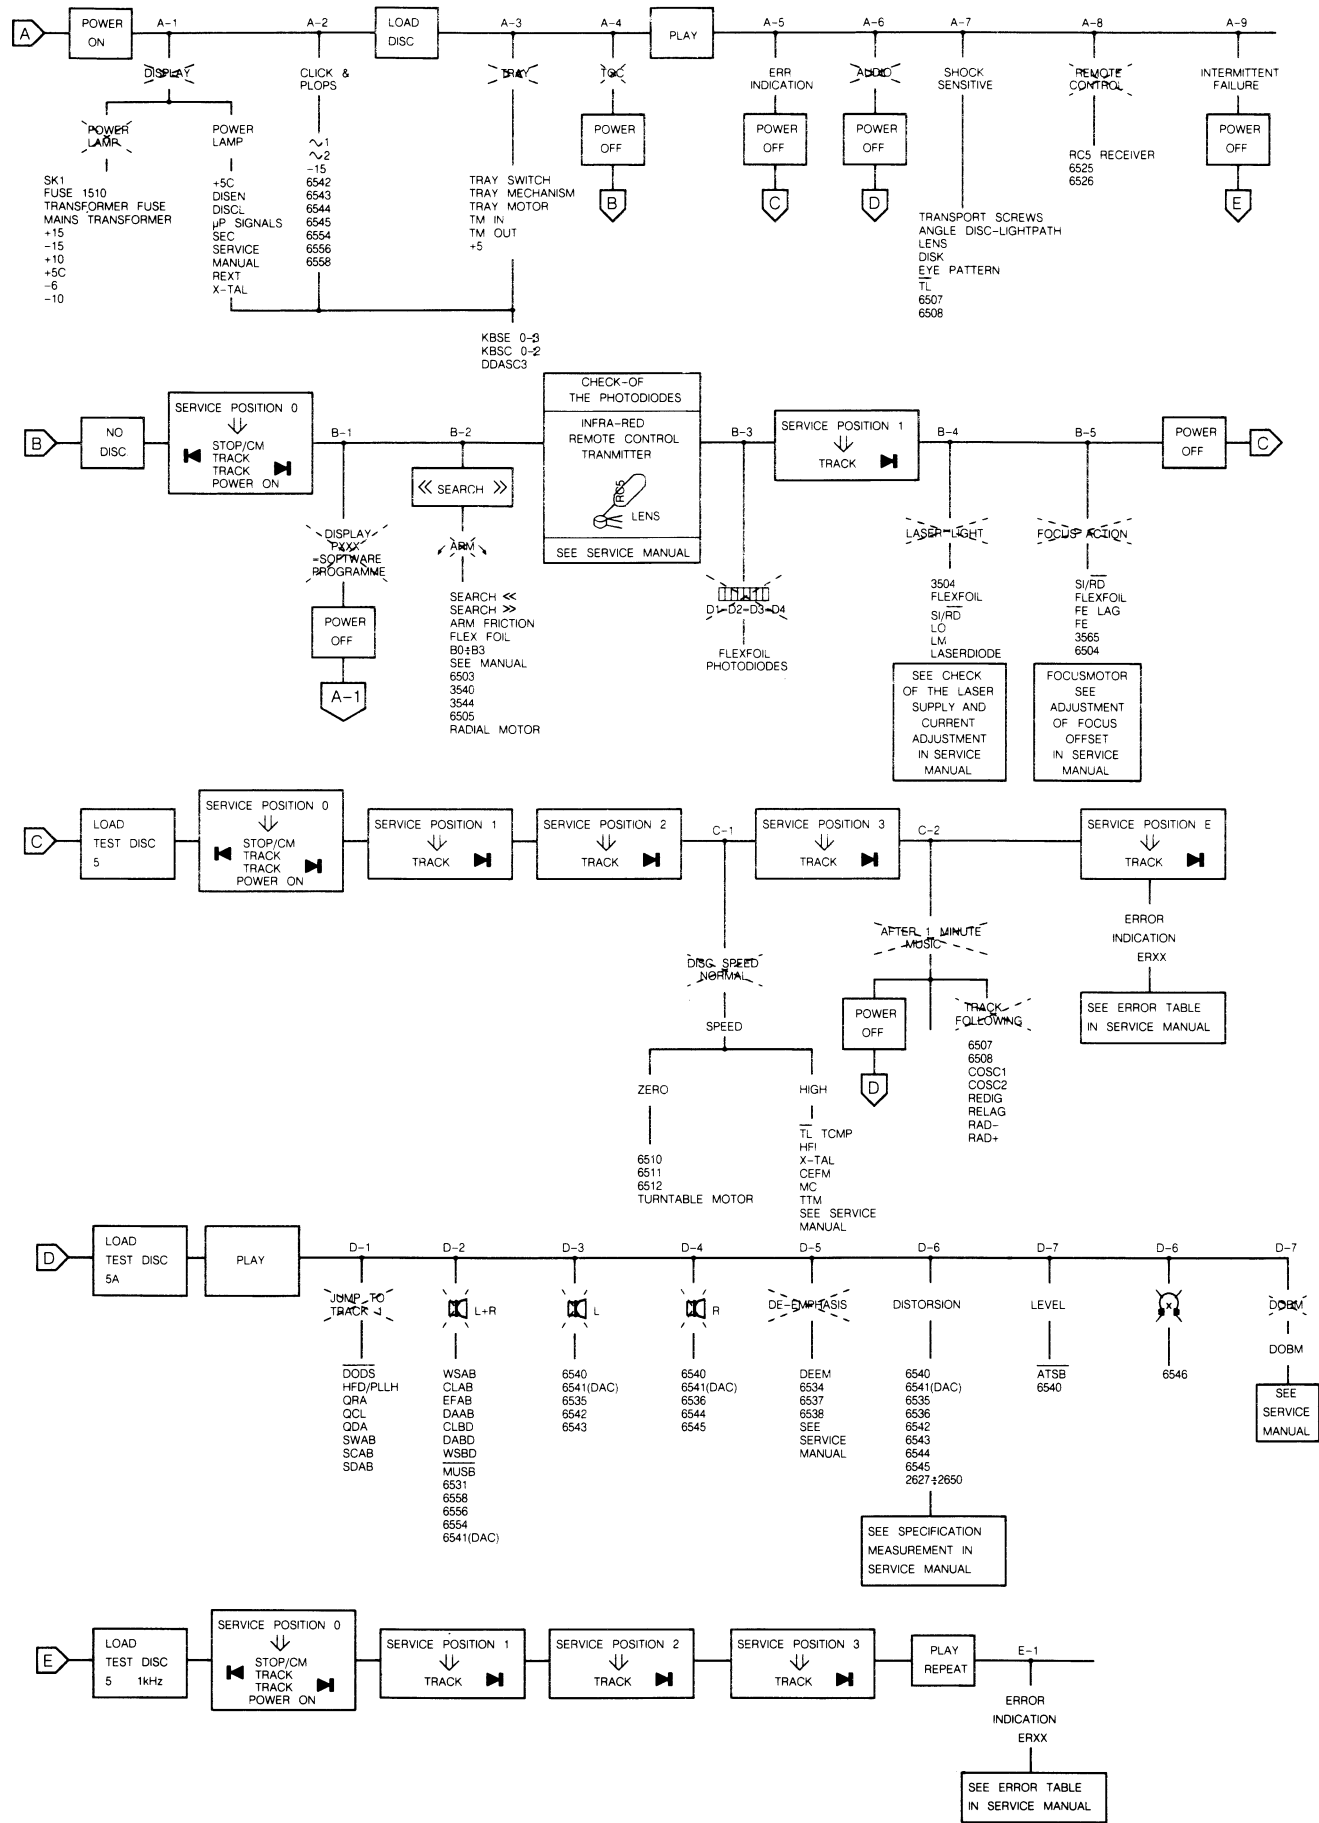 A
POWER
ON
A-1
A-2
LOAD
DISC
A-3
A-4
PLAY
A-5
A-6
A-7
A-8
A-9
DISPLAY
CLICK &
PLOPS
TRAY
TOC
ERR
INDICATION
AUDIO
SHOCK
SENSITIVE
REMOTE
CONTROL
INTERMITTENT
FAILURE
POWER
LAMP
POWER
LAMP
SK1
FUSE 1510
TRANSFORMER FUSE
MAINS TRANSFORMER
+15
-15
+10
+5C
-6
-10
+5C
DISEN
DISCL
µP SIGNALS
SEC
SERVICE
MANUAL
REXT
X-TAL
∿1
∿2
-15
6542
6543
6544
6545
6554
6556
6558
TRAY SWITCH
TRAY MECHANISM
TRAY MOTOR
TM IN
TM OUT
+5
KBSE 0-3
KBSC 0-2
DDASC3
POWER
OFF
B
POWER
OFF
C
POWER
OFF
D
TRANSPORT SCREWS
ANGLE DISC-LIGHTPATH
LENS
DISK
EYE PATTERN
T̅L̅
6507
6508
RC5 RECEIVER
6525
6526
POWER
OFF
E
B
NO
DISC
SERVICE POSITION 0
STOP/CM
TRACK
TRACK
POWER ON
B-1
DISPLAY
PXXX
=SOFTWARE
PROGRAMME
POWER
OFF
A-1
B-2
≪ SEARCH ≫
ARM
SEARCH ≪
SEARCH ≫
ARM FRICTION
FLEX FOIL
B0÷B3
SEE MANUAL
6503
3540
3544
6505
RADIAL MOTOR
CHECK-OF
THE PHOTODIODES
INFRA-RED
REMOTE CONTROL
TRANMITTER
RC5
LENS
SEE SERVICE MANUAL
B-3
D1-D2-D3-D4
FLEXFOIL
PHOTODIODES
SERVICE POSITION 1
TRACK
B-4
LASER-LIGHT
3504
FLEXFOIL
SI/R̅D̅
LO
LM
LASERDIODE
SEE CHECK
OF THE LASER
SUPPLY AND
CURRENT
ADJUSTMENT
IN SERVICE
MANUAL
B-5
FOCUS ACTION
SI/R̅D̅
FLEXFOIL
FE LAG
FE
3565
6504
FOCUSMOTOR
SEE
ADJUSTMENT
OF FOCUS
OFFSET
IN SERVICE
MANUAL
POWER
OFF
C
C
LOAD
TEST DISC
5
SERVICE POSITION 0
STOP/CM
TRACK
TRACK
POWER ON
SERVICE POSITION 1
TRACK
SERVICE POSITION 2
TRACK
C-1
DISC SPEED
NORMAL
SPEED
ZERO
6510
6511
6512
TURNTABLE MOTOR
HIGH
T̅L̅ TCMP
HFI
X-TAL
CEFM
MC
TTM
SEE SERVICE
MANUAL
SERVICE POSITION 3
TRACK
C-2
AFTER 1 MINUTE
MUSIC
POWER
OFF
D
TRACK
FOLLOWING
6507
6508
COSC1
COSC2
REDIG
RELAG
RAD-
RAD+
SERVICE POSITION E
TRACK
ERROR
INDICATION
ERXX
SEE ERROR TABLE
IN SERVICE MANUAL
D
LOAD
TEST DISC
5A
PLAY
D-1
D-2
D-3
D-4
D-5
D-6
D-7
D-6
D-7
JUMP TO
TRACK 1
D̅O̅D̅S̅
HFD/PLLH
QRA
QCL
QDA
SWAB
SCAB
SDAB
L+R
WSAB
CLAB
EFAB
DAAB
CLBD
DABD
WSBD
M̅U̅S̅B̅
6531
6558
6556
6554
6541(DAC)
L
6540
6541(DAC)
6535
6542
6543
R
6540
6541(DAC)
6536
6544
6545
DE-EMPHASIS
DEEM
6534
6537
6538
SEE
SERVICE
MANUAL
DISTORSION
6540
6541(DAC)
6535
6536
6542
6543
6544
6545
2627÷2650
SEE SPECIFICATION
MEASUREMENT IN
SERVICE MANUAL
LEVEL
A̅T̅S̅B̅
6540
6546
DOBM
DOBM
SEE
SERVICE
MANUAL
E
LOAD
TEST DISC
5 1kHz
SERVICE POSITION 0
STOP/CM
TRACK
TRACK
POWER ON
SERVICE POSITION 1
TRACK
SERVICE POSITION 2
TRACK
SERVICE POSITION 3
TRACK
PLAY
REPEAT
E-1
ERROR
INDICATION
ERXX
SEE ERROR TABLE
IN SERVICE MANUAL